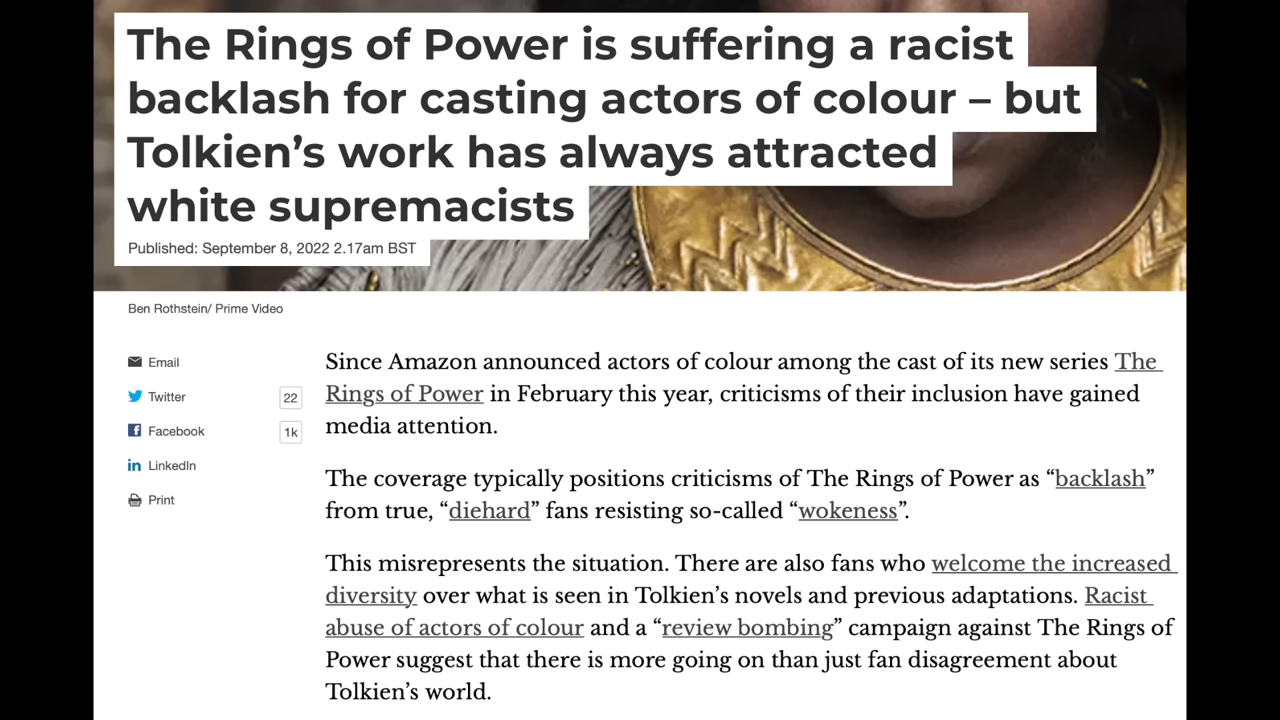 The Rings of Power is suffering a racist
backlash for casting actors of colour – but
Tolkien’s work has always attracted
white supremacists
Published: September 8, 2022 2.17am BST
Ben Rothstein/ Prime Video
Email
Twitter 22
Facebook 1k
LinkedIn
Print
Since Amazon announced actors of colour among the cast of its new series The
Rings of Power in February this year, criticisms of their inclusion have gained
media attention.
The coverage typically positions criticisms of The Rings of Power as “backlash”
from true, “diehard” fans resisting so-called “wokeness”.
This misrepresents the situation. There are also fans who welcome the increased
diversity over what is seen in Tolkien’s novels and previous adaptations. Racist
abuse of actors of colour and a “review bombing” campaign against The Rings of
Power suggest that there is more going on than just fan disagreement about
Tolkien’s world.